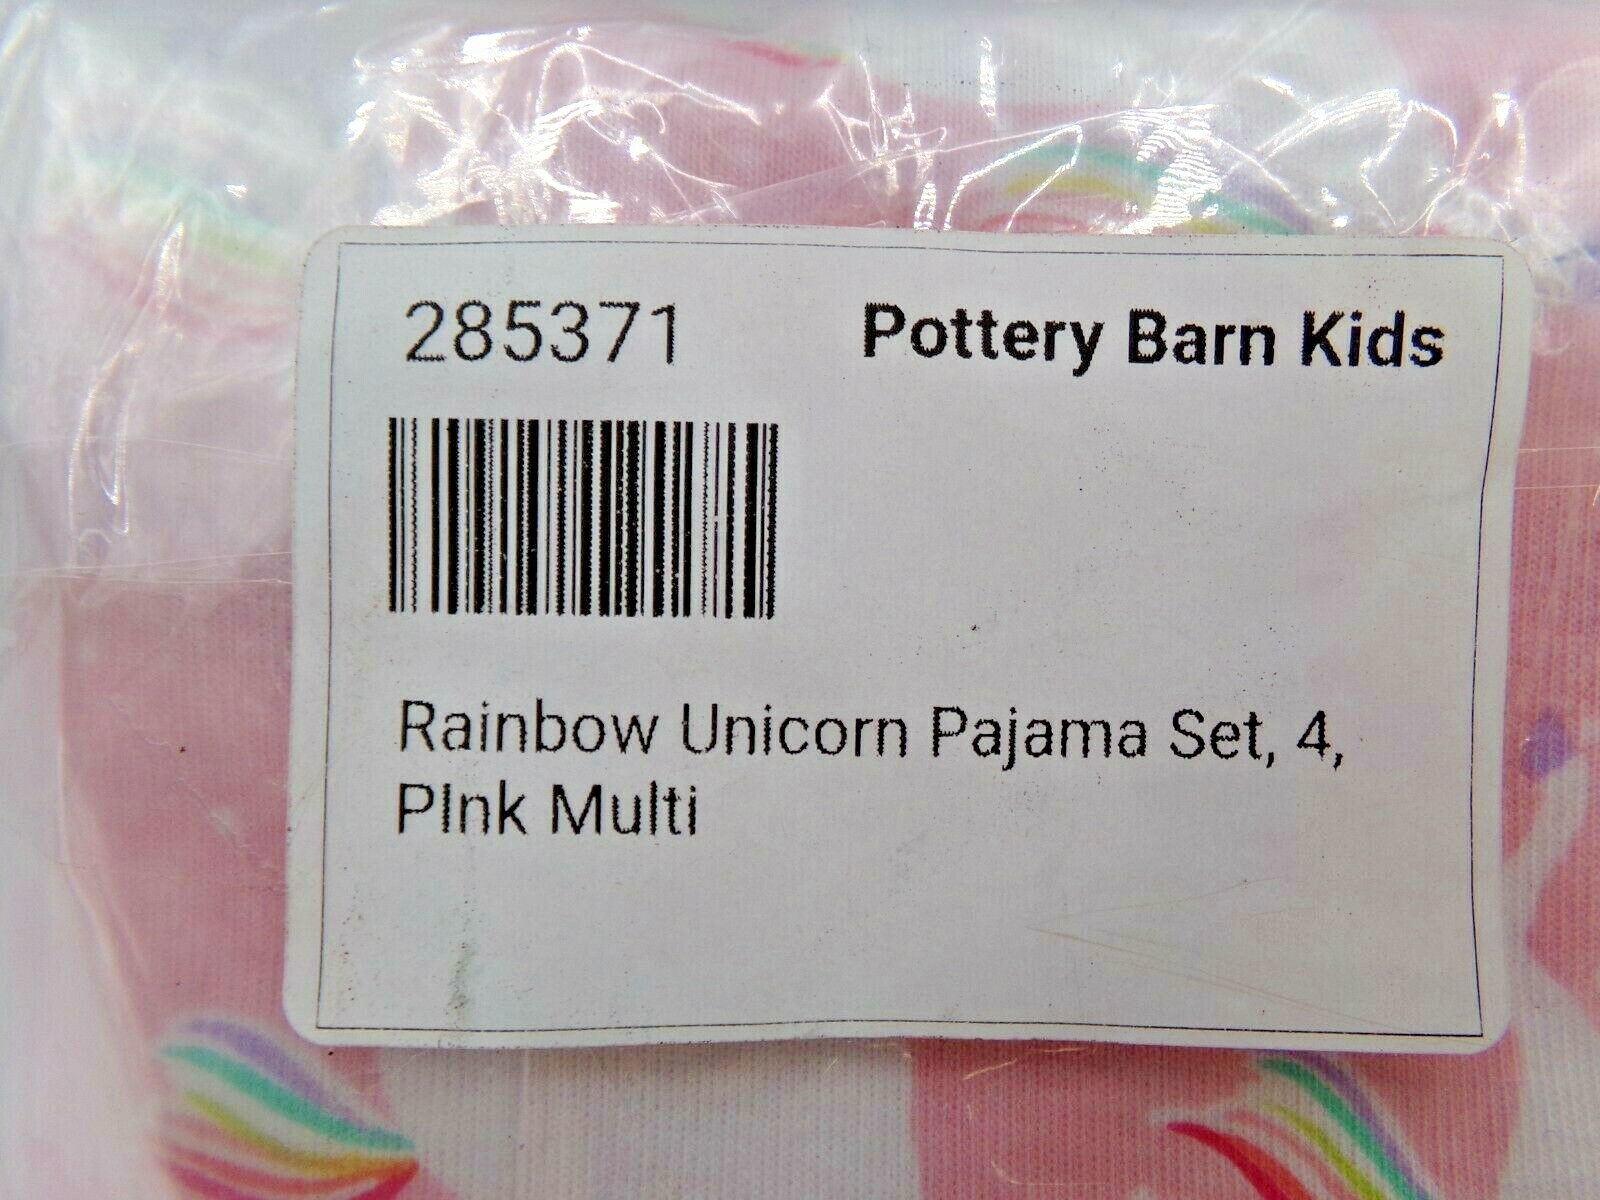 285371 Pottery Barn Kids
Rainbow Unicorn Pajama Set, 4,
PInk Multi